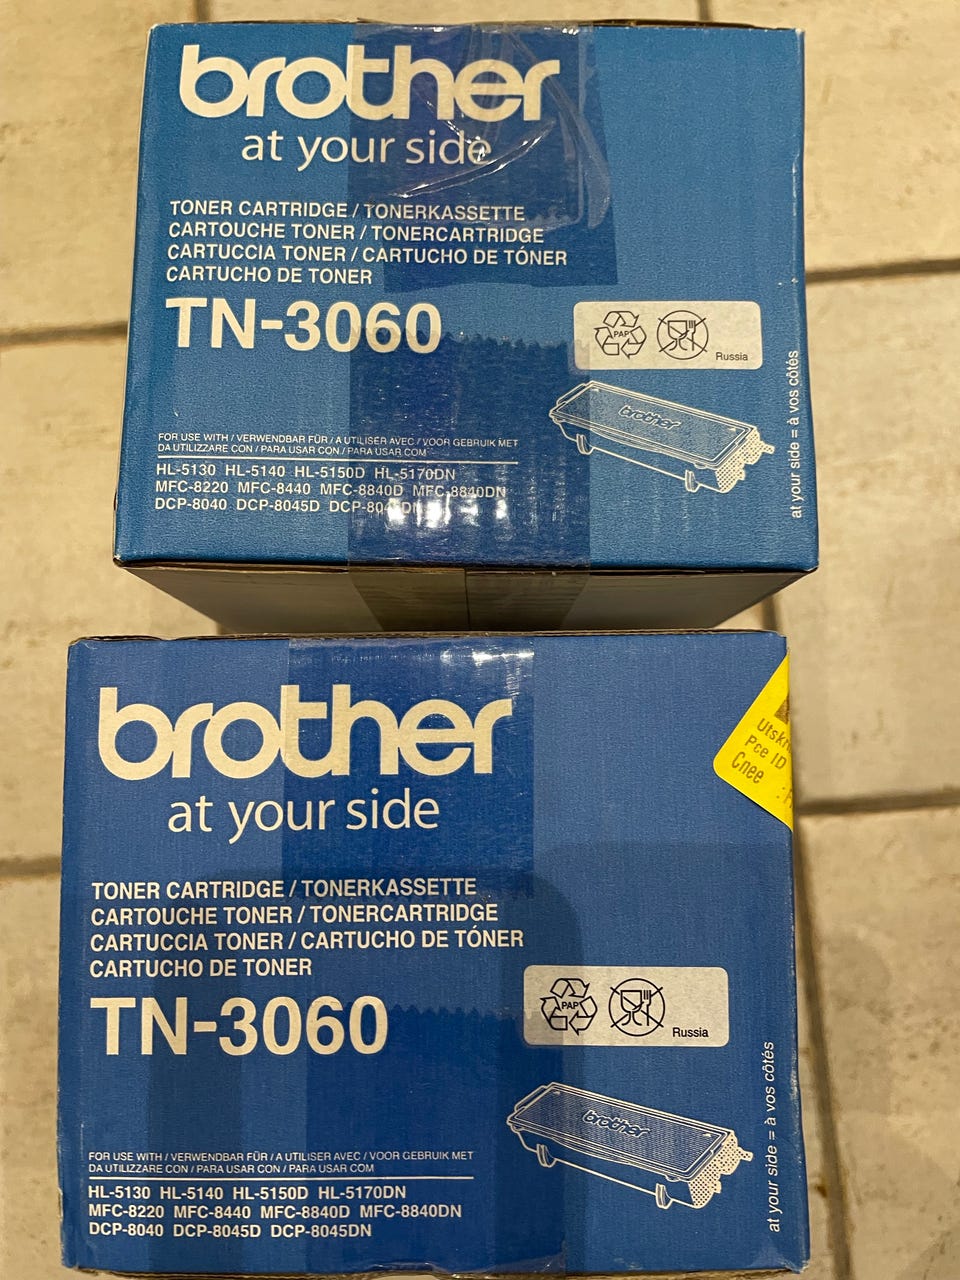 brother
at your side
TONER CARTRIDGE / TONERKASSETTE
CARTOUCHE TONER / TONERCARTRIDGE
CARTUCCIA TONER / CARTUCHO DE TÓNER
CARTUCHO DE TONER
TN-3060
PAP
Russia
brother
FOR USE WITH / VERWENDBAR FÜR / A UTILISER AVEC / VOOR GEBRUIK MET
DA UTILIZZARE CON / PARA USAR CON / PARA USAR COM
HL-5130 HL-5140 HL-5150D HL-5170DN
MFC-8220 MFC-8440 MFC-8840D MFC-8840DN
DCP-8040 DCP-8045D
at your side = à vos côtés
brother
at your side
Pce ID
Cnee :
TONER CARTRIDGE / TONERKASSETTE
CARTOUCHE TONER / TONERCARTRIDGE
CARTUCCIA TONER / CARTUCHO DE TÓNER
CARTUCHO DE TONER
TN-3060
PAP
Russia
brother
FOR USE WITH / VERWENDBAR FÜR / A UTILISER AVEC / VOOR GEBRUIK MET
DA UTILIZZARE CON / PARA USAR CON / PARA USAR COM
HL-5130 HL-5140 HL-5150D HL-5170DN
MFC-8220 MFC-8440 MFC-8840D MFC-8840DN
DCP-8040 DCP-8045D DCP-8045DN
at your side = à vos côtés